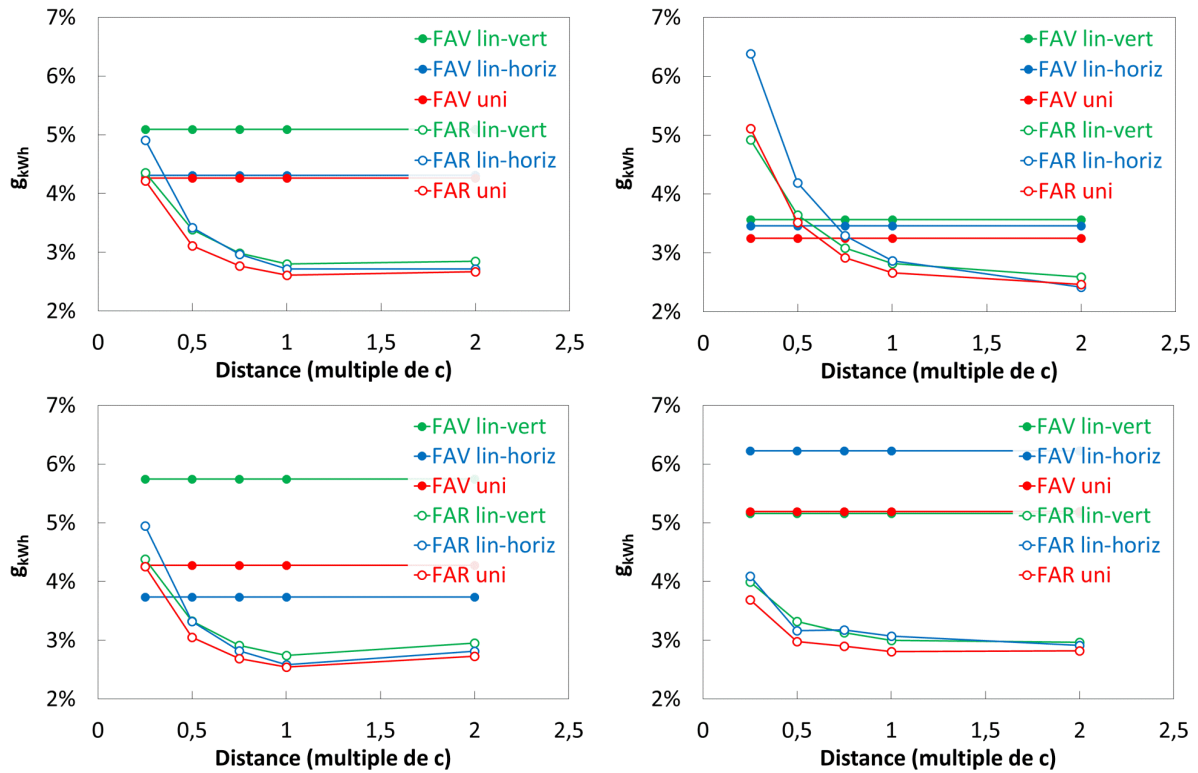 7%
6%
5%
4%
3%
2%
g_kWh
FAV lin-vert
FAV lin-horiz
FAV uni
FAR lin-vert
FAR lin-horiz
FAR uni
0 0,5 1 1,5 2 2,5
Distance (multiple de c)
7%
6%
5%
4%
3%
2%
g_kWh
FAV lin-vert
FAV lin-horiz
FAV uni
FAR lin-vert
FAR lin-horiz
FAR uni
0 0,5 1 1,5 2 2,5
Distance (multiple de c)
7%
6%
5%
4%
3%
2%
g_kWh
FAV lin-vert
FAV lin-horiz
FAV uni
FAR lin-vert
FAR lin-horiz
FAR uni
0 0,5 1 1,5 2 2,5
Distance (multiple de c)
7%
6%
5%
4%
3%
2%
g_kWh
FAV lin-vert
FAV lin-horiz
FAV uni
FAR lin-vert
FAR lin-horiz
FAR uni
0 0,5 1 1,5 2 2,5
Distance (multiple de c)